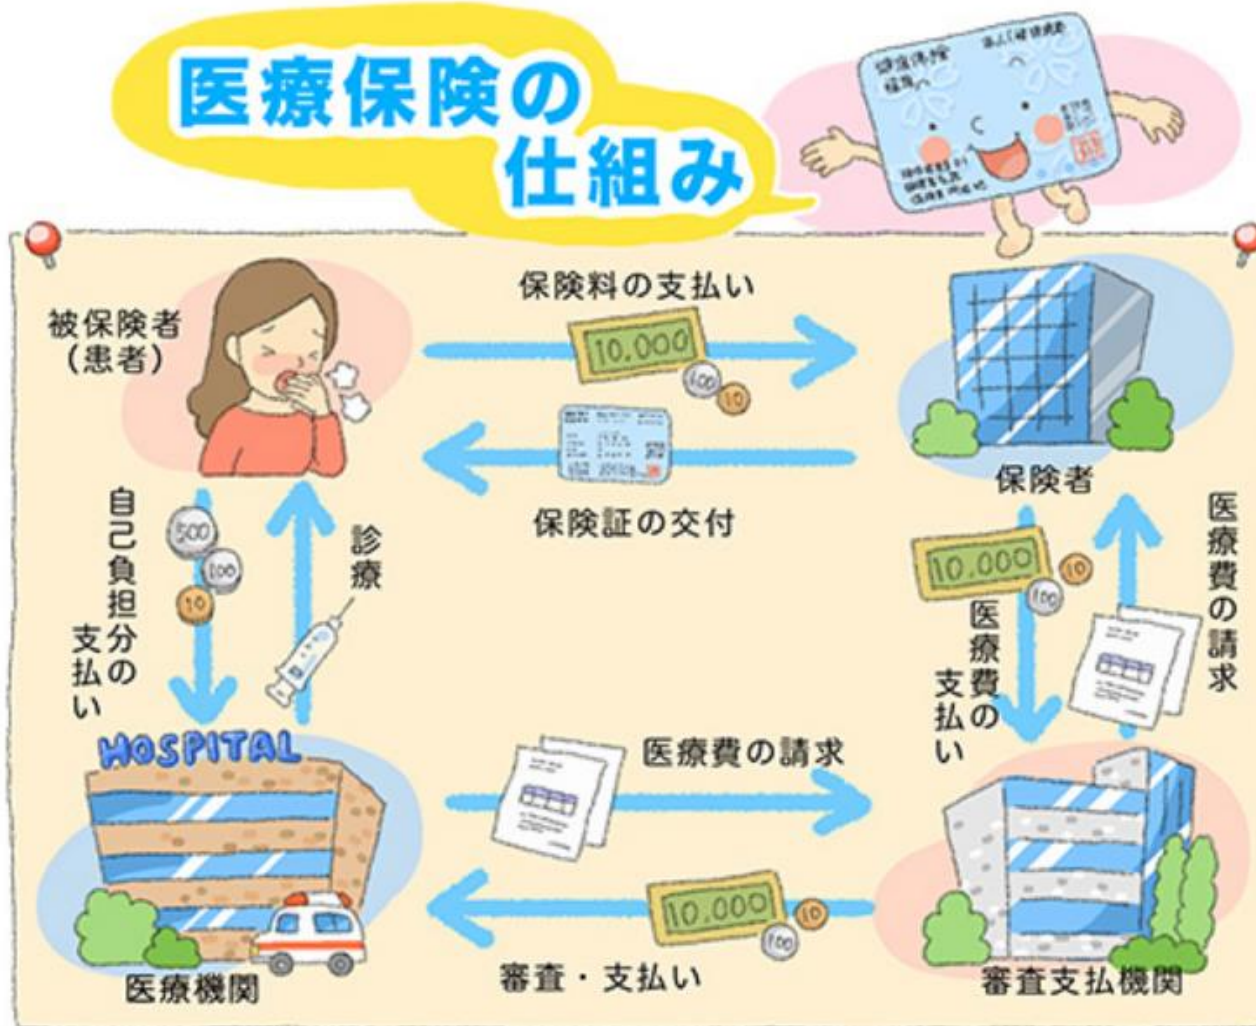 医療保険の
仕組み
被保険者
（患者）
保険料の支払い
10,000
100
10
保険証の交付
保険者
自己負担分の
支払い
500
100
10
診療
10,000
10
100
医療費の
支払い
医療費の請求
HOSPITAL
医療機関
医療費の請求
10,000
10
100
審査・支払い
審査支払機関